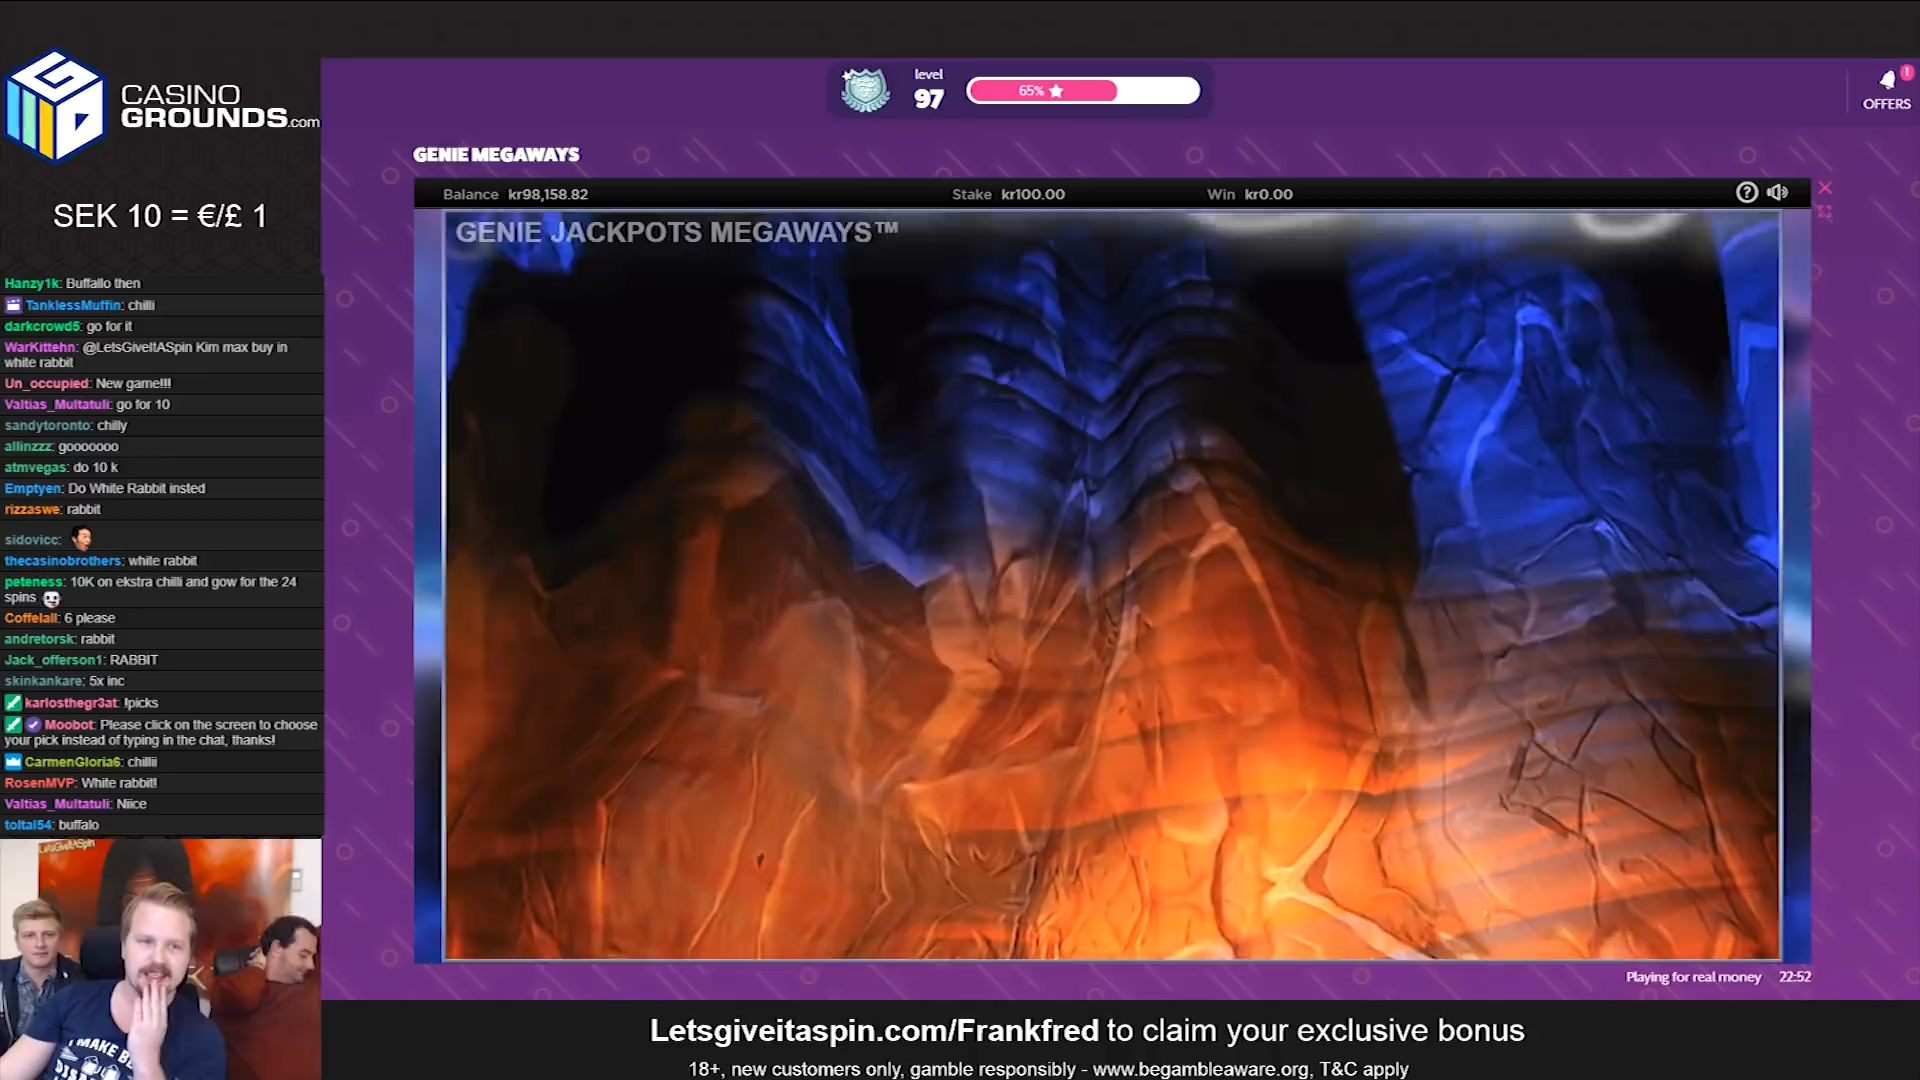 CASINO
GROUNDS.com
SEK 10 = €/£ 1
Hanzy1k: Buffallo then
TanklessMuffin: chilli
darkcrowd5: go for it
WarKittehn: @LetsGiveItASpin Kim max buy in
white rabbit
Un_occupied: New game!!!
Valtias_Multatuli: go for 10
sandytoronto: chilly
allinzzz: gooooooo
atmvegas: do 10 k
Emptyen: Do White Rabbit insted
rizzaswe: rabbit
sidovicc:
thecasinobrothers: white rabbit
peteness: 10K on ekstra chilli and gow for the 24
spins
Coffelall: 6 please
andretorsk: rabbit
Jack_offerson1: RABBIT
skinkankare: 5x inc
karlosthegr3at: !picks
Moobot: Please click on the screen to choose
your pick instead of typing in the chat, thanks!
CarmenGloria6: chillii
RosenMVP: White rabbit!
Valtias_Multatuli: Niice
toltal54: buffalo
LetsGiveItASpin
I MAKE BE
level
97
65%
1
OFFERS
GENIE MEGAWAYS
Balance kr98,158.82 Stake kr100.00 Win kr0.00
GENIE JACKPOTS MEGAWAYS™
Playing for real money 22:52
Letsgiveitaspin.com/Frankfred to claim your exclusive bonus
18+, new customers only, gamble responsibly - www.begambleaware.org, T&C apply